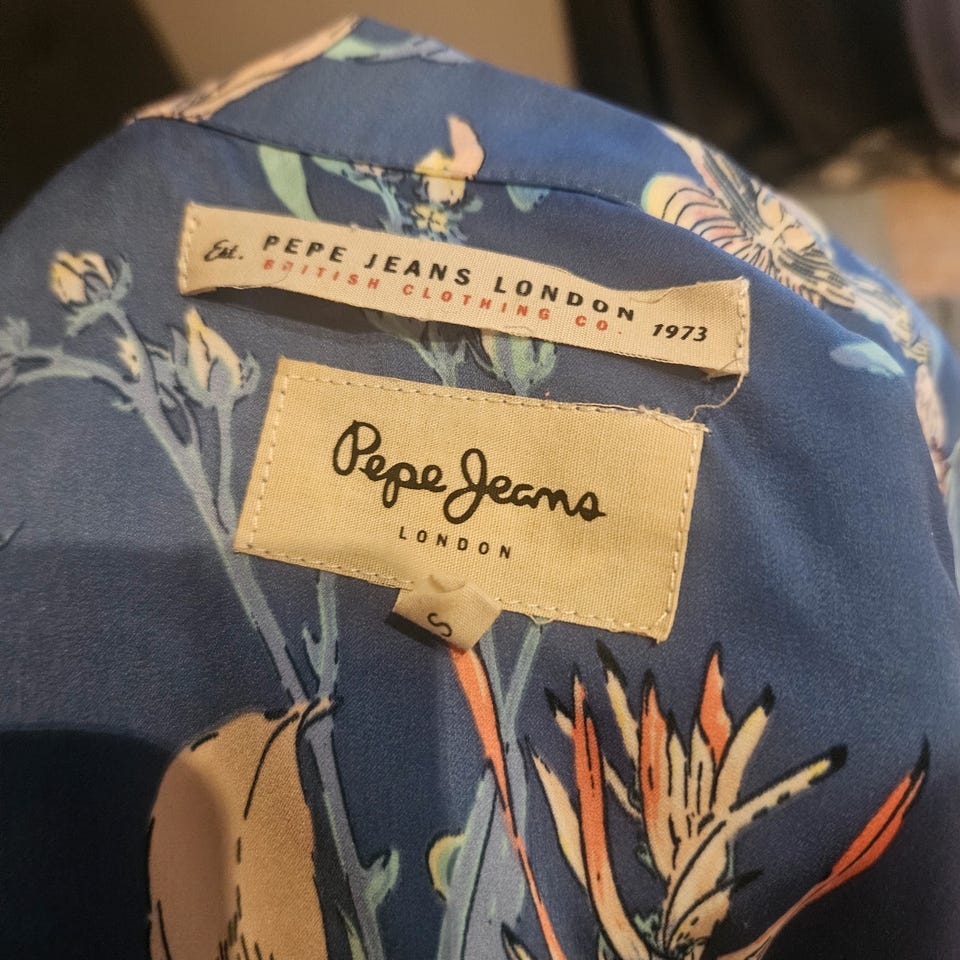 Est. PEPE JEANS LONDON
BRITISH CLOTHING CO. 1973
Pepe Jeans
LONDON
S